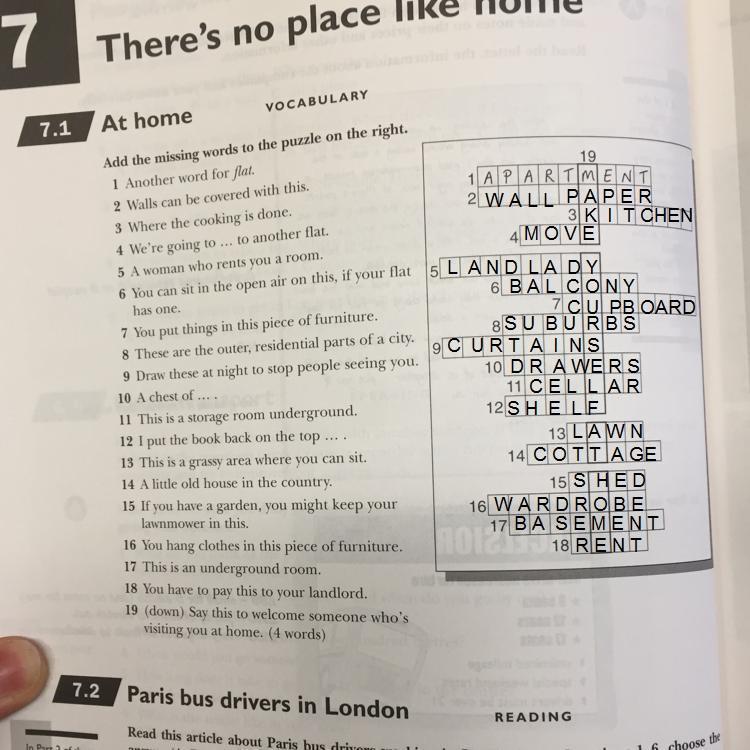 7
There's no place like home
7.1 At home
VOCABULARY
Add the missing words to the puzzle on the right.
1 Another word for flat.
2 Walls can be covered with this.
3 Where the cooking is done.
4 We're going to ... to another flat.
5 A woman who rents you a room.
6 You can sit in the open air on this, if your flat
has one.
7 You put things in this piece of furniture.
8 These are the outer, residential parts of a city.
9 Draw these at night to stop people seeing you.
10 A chest of ... .
11 This is a storage room underground.
12 I put the book back on the top ... .
13 This is a grassy area where you can sit.
14 A little old house in the country.
15 If you have a garden, you might keep your
lawnmower in this.
16 You hang clothes in this piece of furniture.
17 This is an underground room.
18 You have to pay this to your landlord.
19 (down) Say this to welcome someone who's
visiting you at home. (4 words)
19
1 APARTMENT
2 WALLPAPER
3 KITCHEN
4 MOVE
5 LANDLADY
6 BALCONY
7 CUPBOARD
8 SUBURBS
9 CURTAINS
10 DRAWERS
11 CELLAR
12 SHELF
13 LAWN
14 COTTAGE
15 SHED
16 WARDROBE
17 BASEMENT
18 RENT
7.2 Paris bus drivers in London
READING
Read this article about Paris bus drivers
choose the